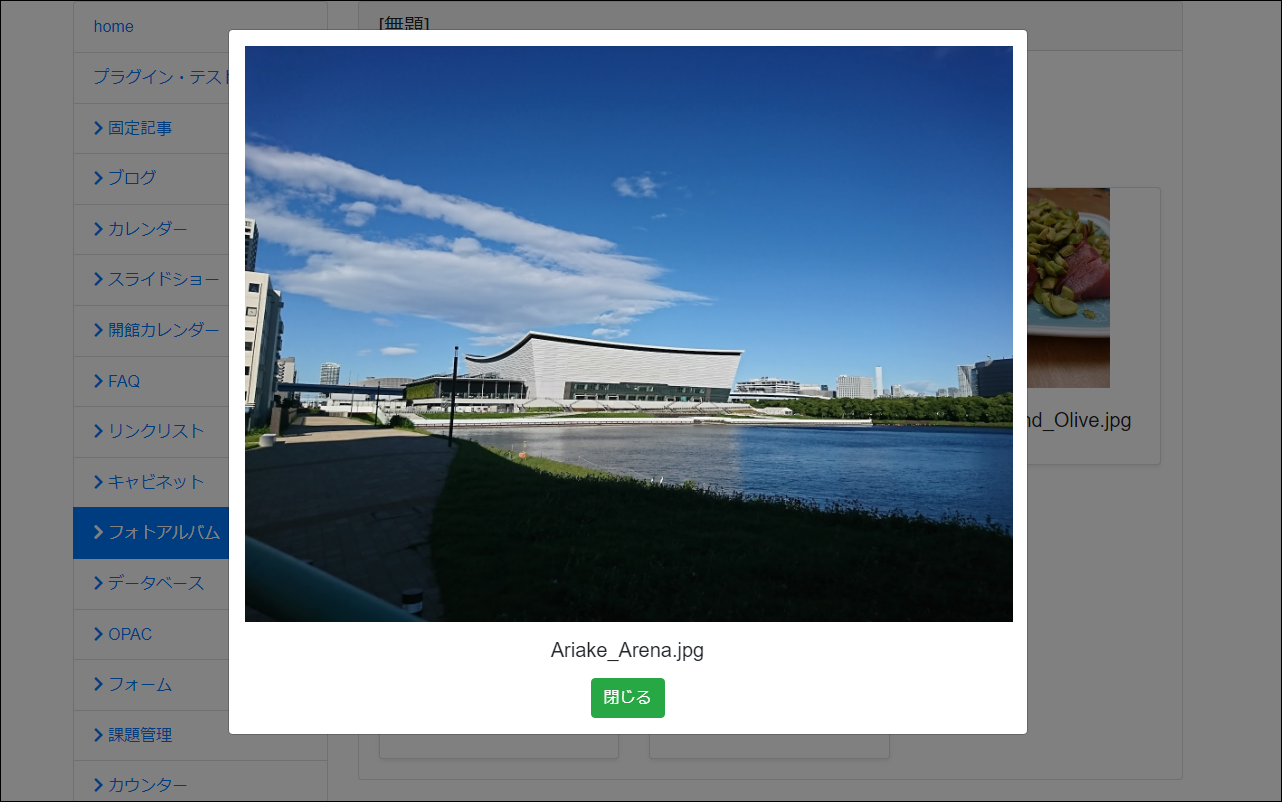 home
プラグイン・テスト
固定記事
ブログ
カレンダー
スライドショー
開館カレンダー
FAQ
リンクリスト
キャビネット
フォトアルバム
データベース
OPAC
フォーム
課題管理
カウンター
[無題]
nd_Olive.jpg
Ariake_Arena.jpg
閉じる